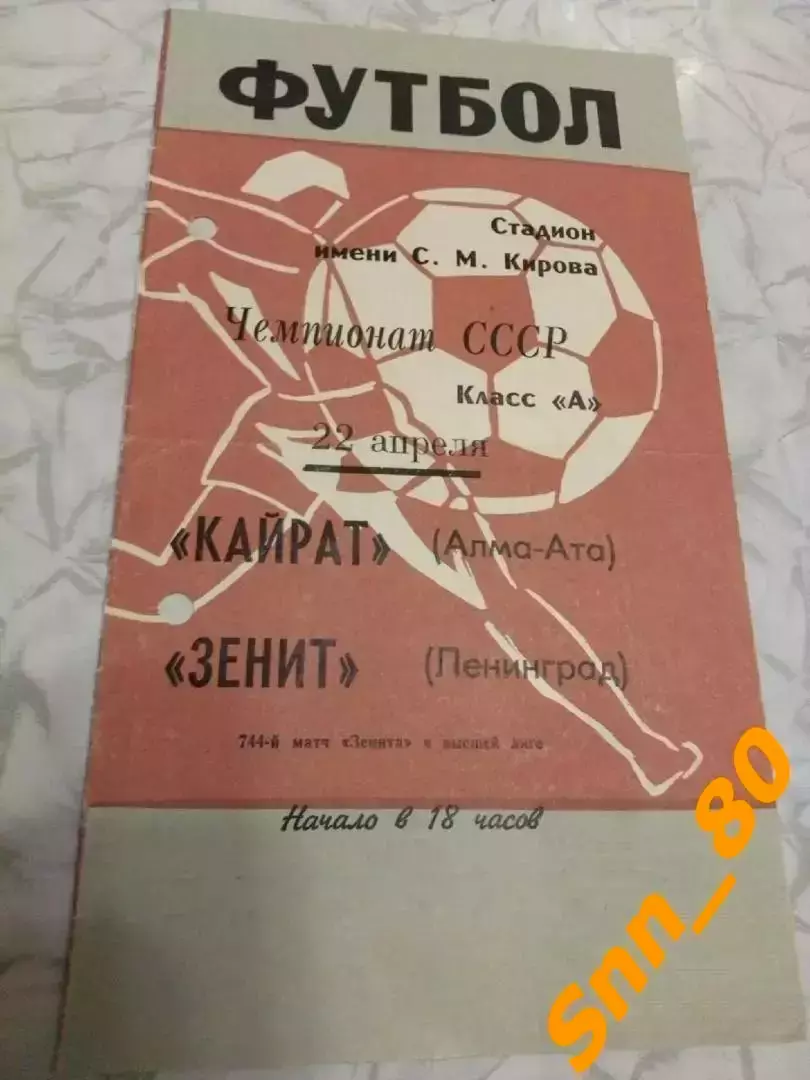 ФУТБОЛ
Стадион
имени С. М. Кирова
Чемпионат СССР
Класс «А»
22 апреля
«КАЙРАТ» (Алма-Ата)
«ЗЕНИТ» (Ленинград)
744-й матч «Зенита» в высшей лиге
Начало в 18 часов
Snn_80